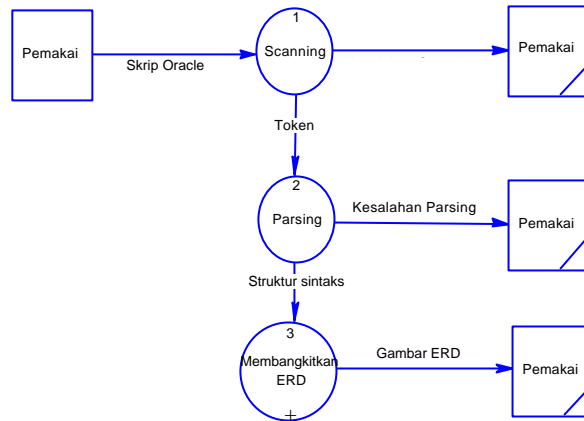 1
Pemakai
Scanning
Pemakai
Skrip Oracle
Token
2
Kesalahan Parsing
Parsing
Pemakai
Struktur sintaks
3
Gambar ERD
Membangkitkan
ERD
Pemakai
+